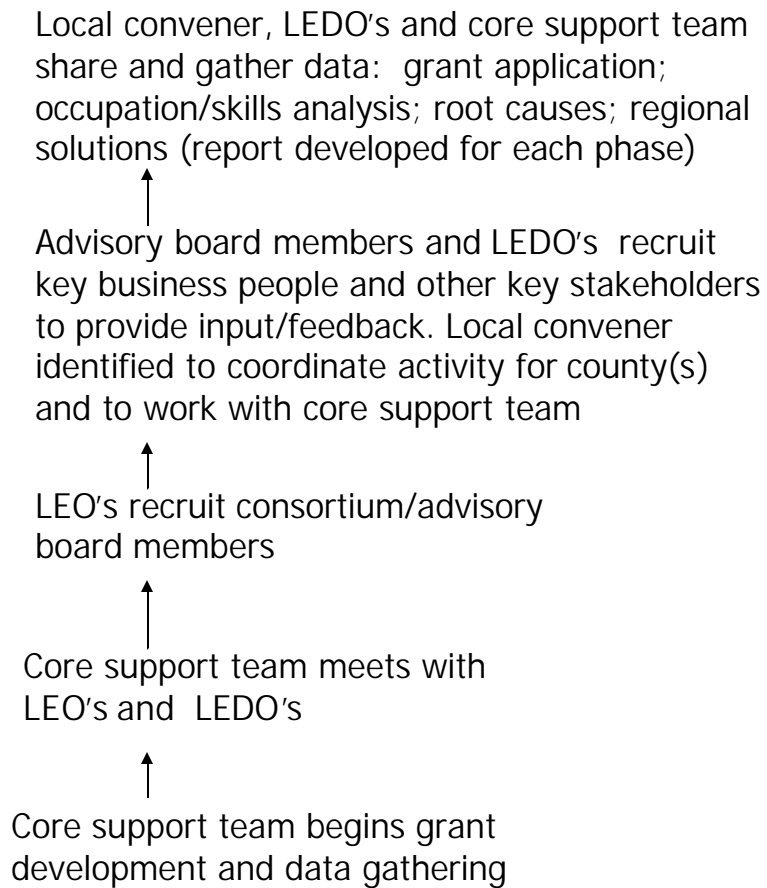 Local convener, LEDO's and core support team
share and gather data:  grant application;
occupation/skills analysis; root causes; regional
solutions (report developed for each phase)
Advisory board members and LEDO's  recruit
key business people and other key stakeholders
to provide input/feedback. Local convener
identified to coordinate activity for county(s)
and to work with core support team
LEO's recruit consortium/advisory
board members
Core support team meets with
LEO's and  LEDO's
Core support team begins grant
development and data gathering